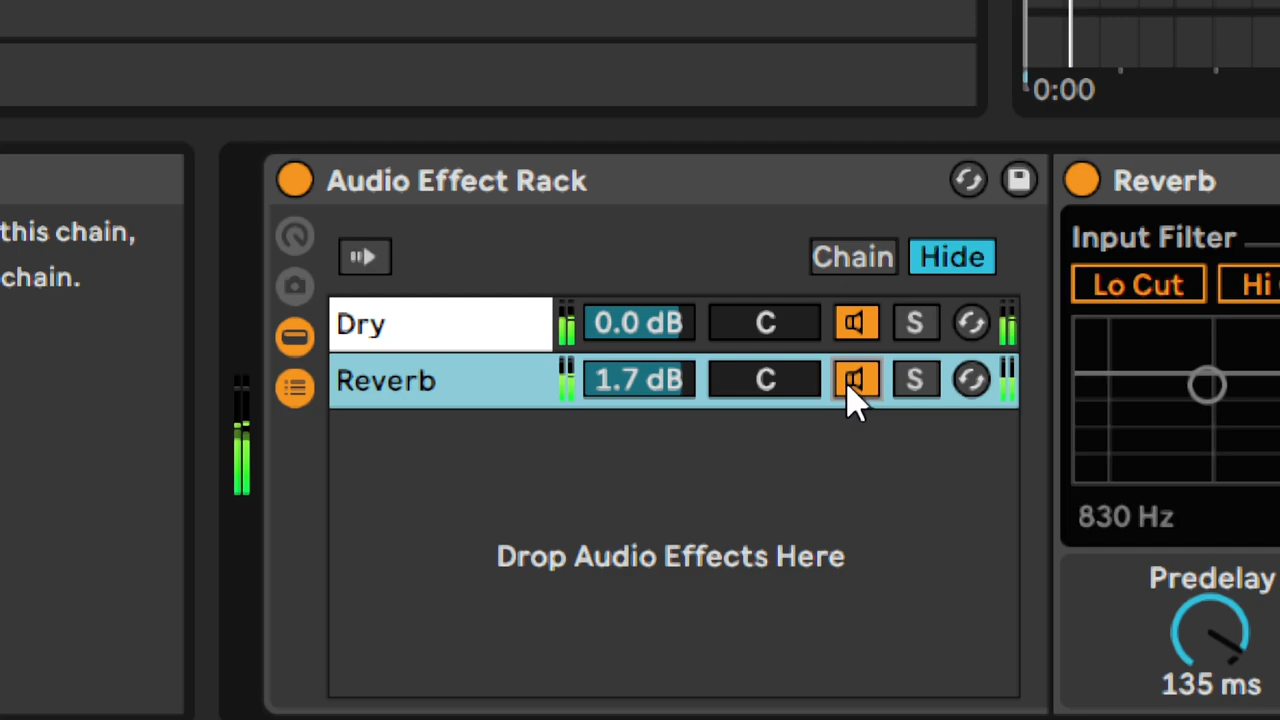 0:00
this chain,
chain.
Audio Effect Rack
Chain Hide
Dry 0.0 dB C S
Reverb 1.7 dB C S
Drop Audio Effects Here
Reverb
Input Filter
Lo Cut Hi
830 Hz
Predelay
135 ms